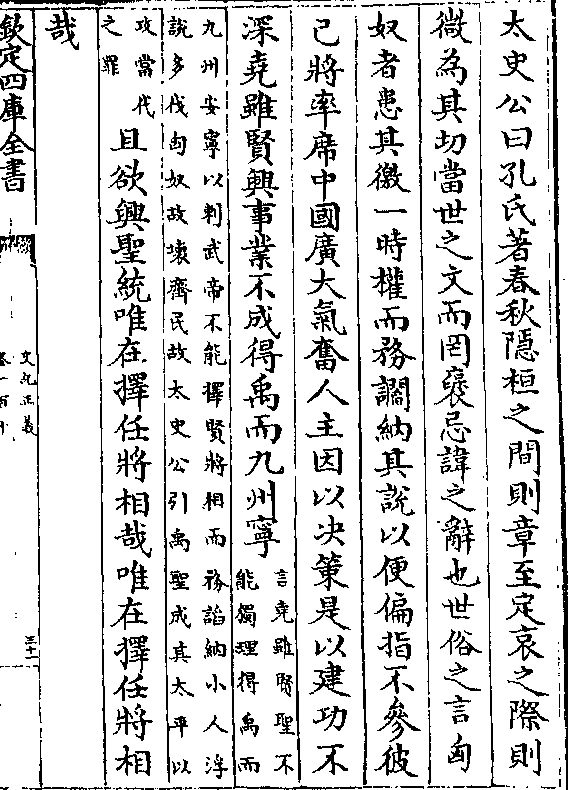 太史公曰孔氏著春秋隱桓之間則章至定哀之際則
微為其切當世之文而罔襃忌諱之辭也世俗之言匈
奴者患其徼一時權而務讇納其說以便偏指不參彼
己將率席中國廣大氣奮人主因以决策是以建功不
深堯雖賢興事業不成得禹而九州寧
言堯雖賢聖不
能獨理得禹而
九州安寧以刺武帝不能擇賢將相而務諂納小人浮
說多伐匈奴故壞齊民故太史公引禹聖成其太平以
攻當代
之罪
且欲興聖統唯在擇任將相哉唯在擇任將相
哉
欽定四庫全書
史記正義
卷一百十